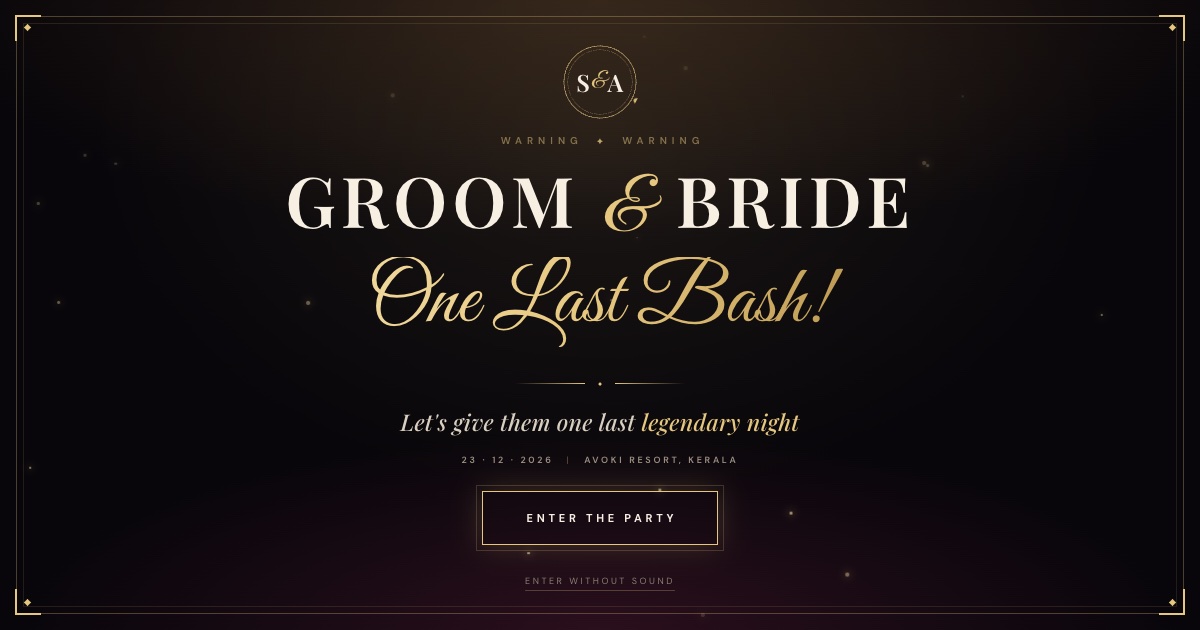 S&A
WARNING ✦ WARNING
GROOM & BRIDE
One Last Bash!
Let's give them one last legendary night
23 · 12 · 2026 | AVOKI RESORT, KERALA
ENTER THE PARTY
ENTER WITHOUT SOUND